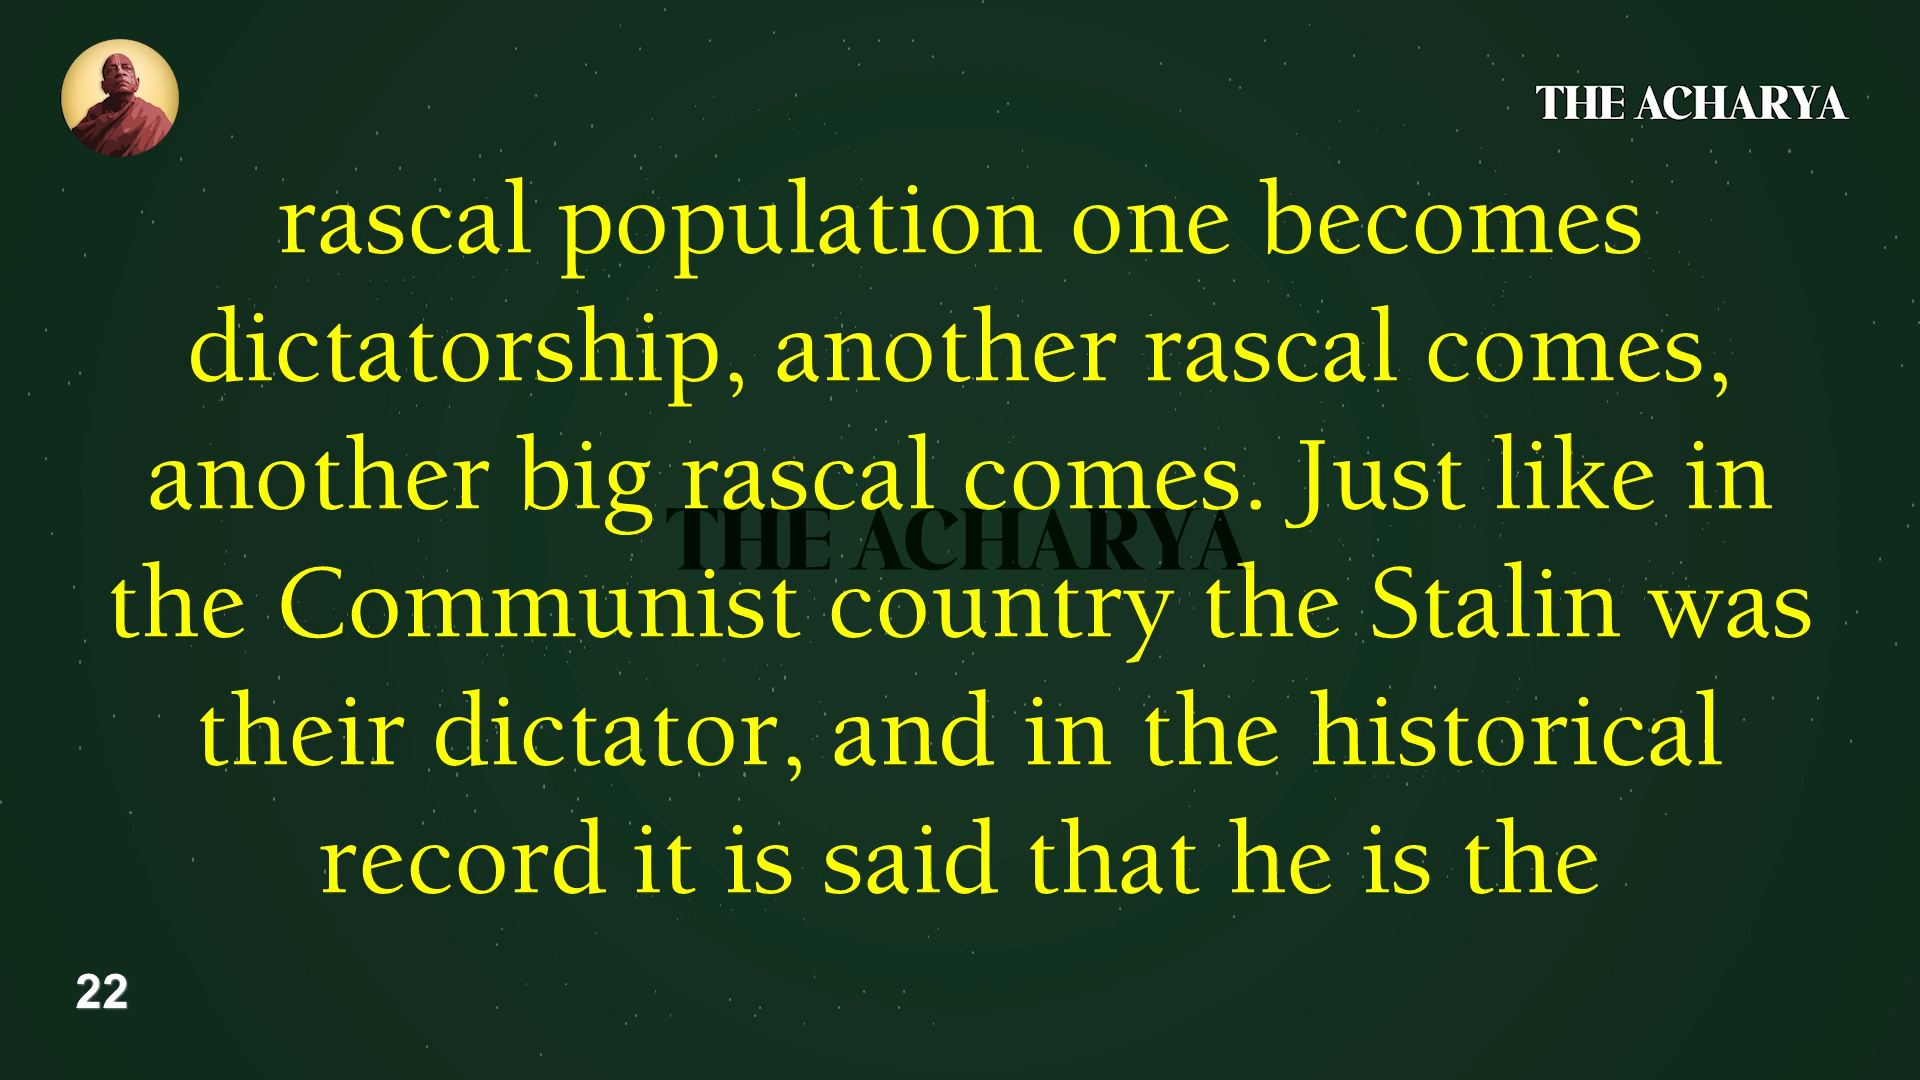 THE ACHARYA
rascal population one becomes
dictatorship, another rascal comes,
another big rascal comes. Just like in
THE ACHARYA
the Communist country the Stalin was
their dictator, and in the historical
record it is said that he is the
22